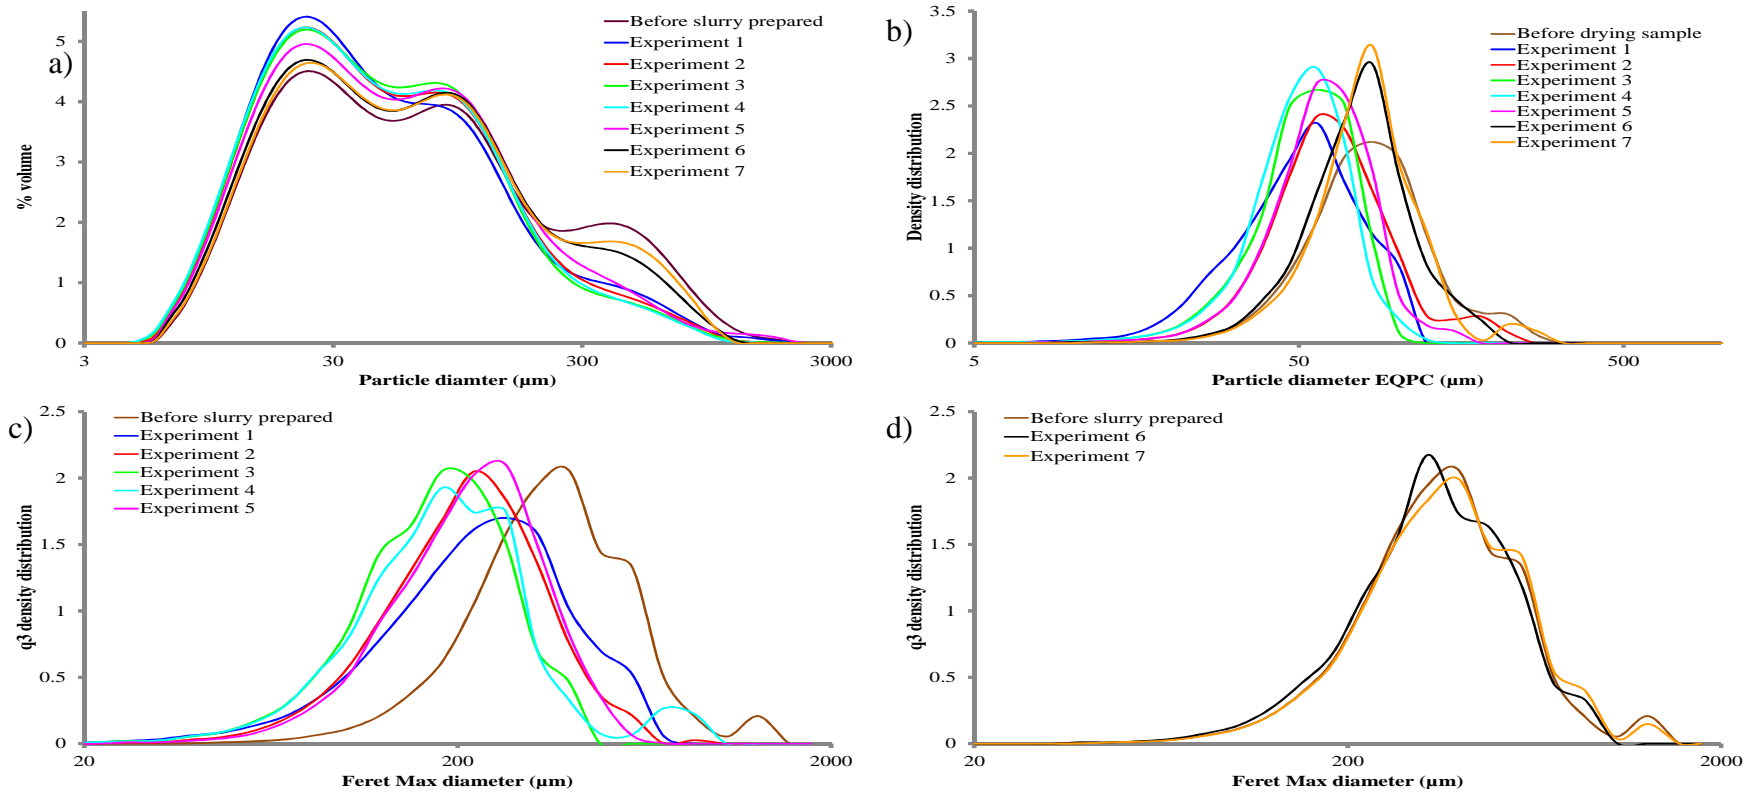 a)
Before slurry prepared
Experiment 1
Experiment 2
Experiment 3
Experiment 4
Experiment 5
Experiment 6
Experiment 7
% volume
5
4
3
2
1
0
3
30
300
3000
Particle diamter (µm)
b)
Before drying sample
Experiment 1
Experiment 2
Experiment 3
Experiment 4
Experiment 5
Experiment 6
Experiment 7
Density distribution
3.5
3
2.5
2
1.5
1
0.5
0
5
50
500
Particle diameter EQPC (µm)
c)
Before slurry prepared
Experiment 1
Experiment 2
Experiment 3
Experiment 4
Experiment 5
q3 density distribution
2.5
2
1.5
1
0.5
0
20
200
2000
Feret Max diameter (µm)
d)
Before slurry prepared
Experiment 6
Experiment 7
q3 density distribution
2.5
2
1.5
1
0.5
0
20
200
2000
Feret Max diameter (µm)